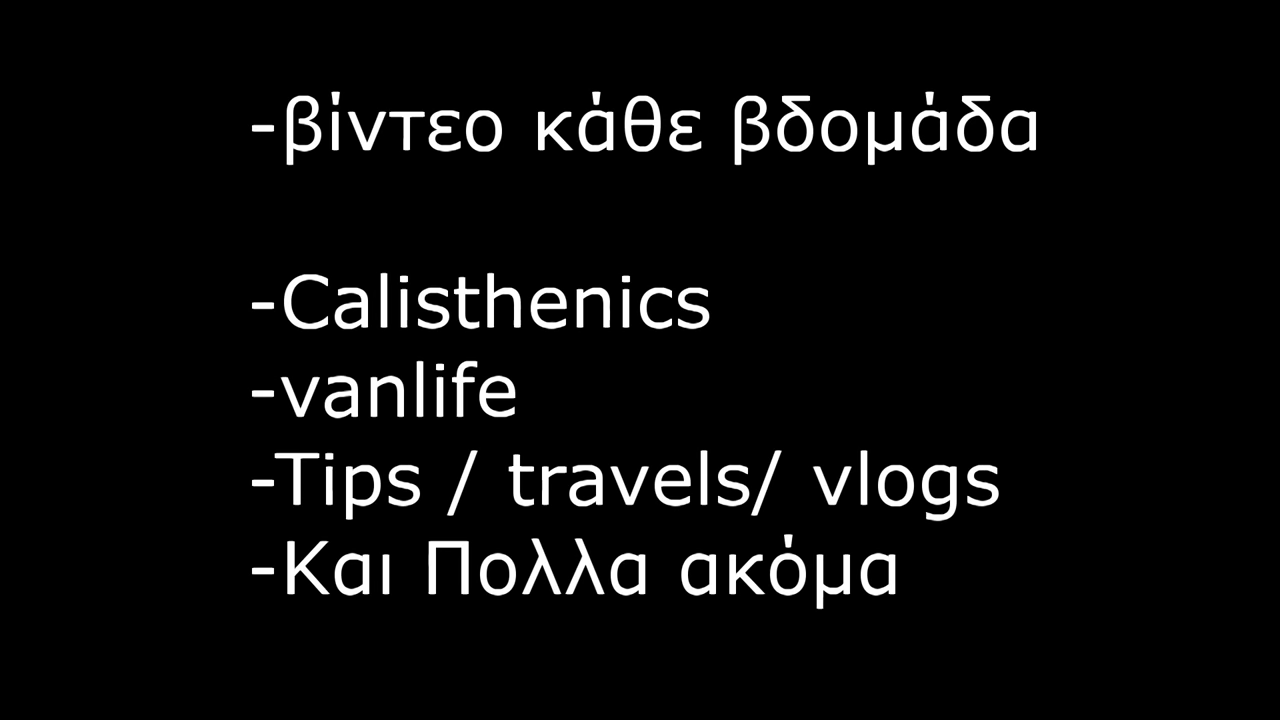 -βίντεο κάθε βδομάδα
-Calisthenics
-vanlife
-Tips / travels/ vlogs
-Και Πολλα ακόμα